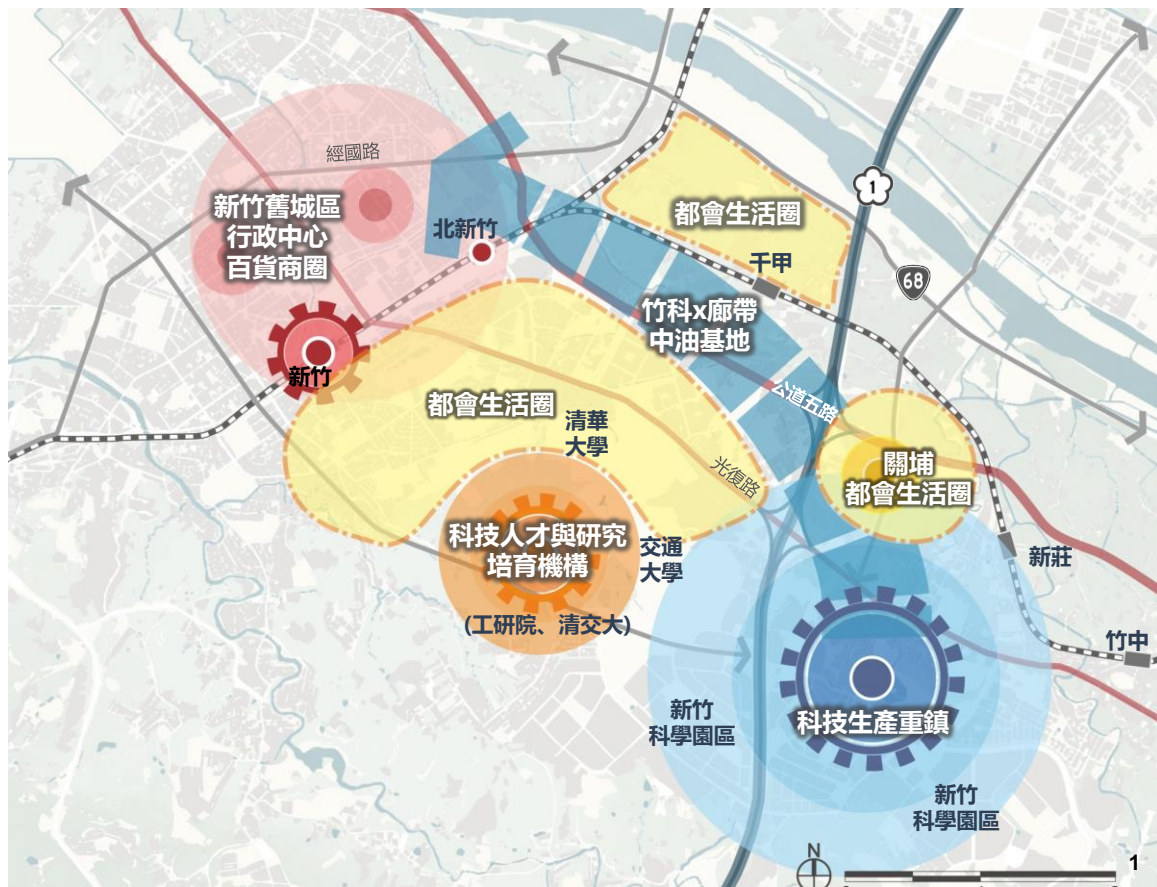 經國路
1
新竹舊城區
行政中心
百貨商圈
北新竹
都會生活圈
千甲
68
竹科x廊帶
中油基地
新竹
都會生活圈
公道五路
清華
大學
光復路
關埔
都會生活圈
科技人才與研究
培育機構
交通
大學
新莊
(工研院、清交大)
竹中
新竹
科學園區
科技生產重鎮
新竹
科學園區
N
1